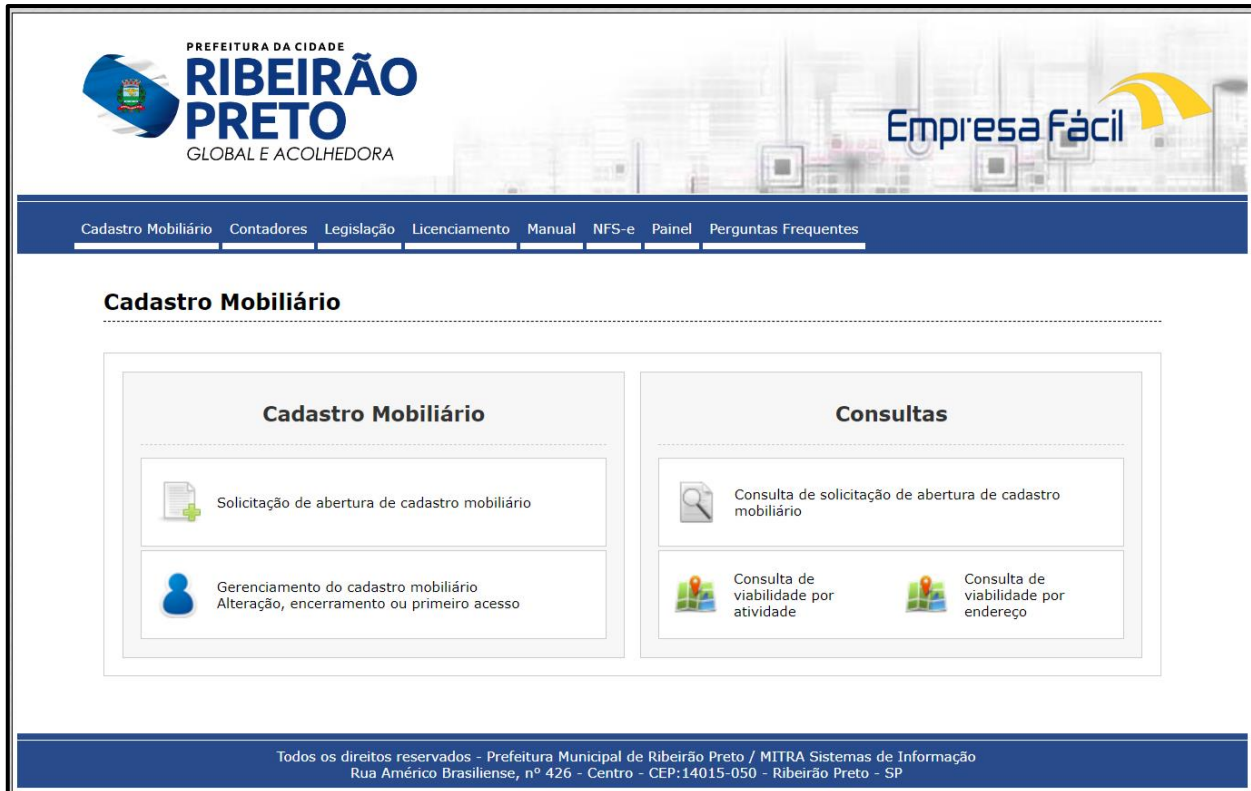 PREFEITURA DA CIDADE
RIBEIRÃO
PRETO
GLOBAL E ACOLHEDORA
Empresa Fácil
Cadastro Mobiliário Contadores Legislação Licenciamento Manual NFS-e Painel Perguntas Frequentes
Cadastro Mobiliário
Cadastro Mobiliário
Solicitação de abertura de cadastro mobiliário
Gerenciamento do cadastro mobiliário
Alteração, encerramento ou primeiro acesso
Consultas
Consulta de solicitação de abertura de cadastro
mobiliário
Consulta de
viabilidade por
atividade
Consulta de
viabilidade por
endereço
Todos os direitos reservados - Prefeitura Municipal de Ribeirão Preto / MITRA Sistemas de Informação
Rua Américo Brasiliense, nº 426 - Centro - CEP:14015-050 - Ribeirão Preto - SP